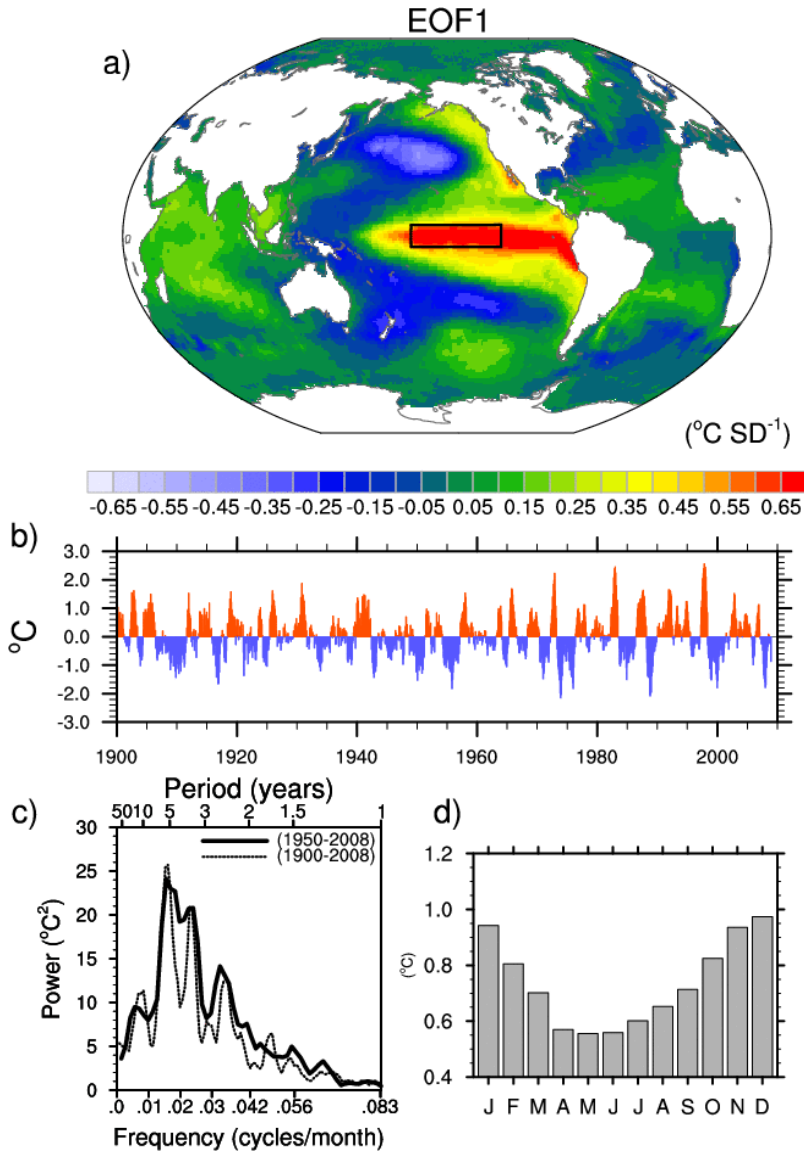 EOF1
a)
(°C SD⁻¹)
-0.65 -0.55 -0.45 -0.35 -0.25 -0.15 -0.05 0.05 0.15 0.25 0.35 0.45 0.55 0.65
b)
3.0
2.0
1.0
0.0
-1.0
-2.0
-3.0
°C
1900 1920 1940 1960 1980 2000
c)
Period (years)
50 10 5 3 2 1.5 1
(1950-2008)
(1900-2008)
30
25
20
15
10
5
0
Power (°C²)
.0 .01 .02 .03 .042 .056 .083
Frequency (cycles/month)
d)
1.2
1.0
0.8
0.6
0.4
(°C)
J F M A M J J A S O N D